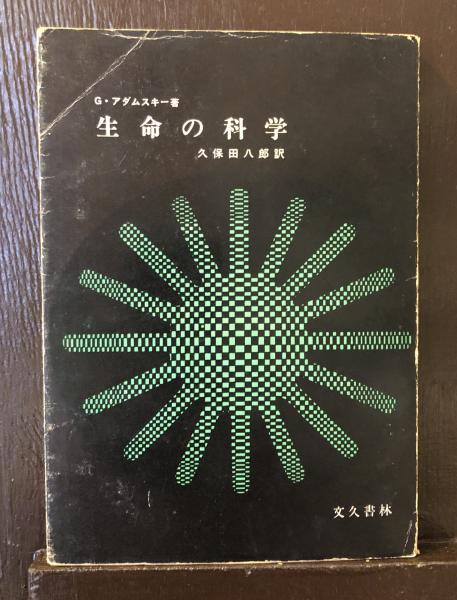 G・アダムスキー著
生命の科学
久保田八郎訳
文久書林